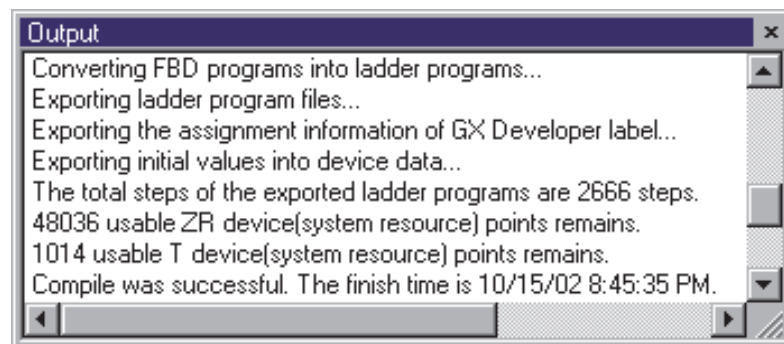 Output
Converting FBD programs into ladder programs...
Exporting ladder program files...
Exporting the assignment information of GX Developer label...
Exporting initial values into device data...
The total steps of the exported ladder programs are 2666 steps.
48036 usable ZR device(system resource) points remains.
1014 usable T device(system resource) points remains.
Compile was successful. The finish time is 10/15/02 8:45:35 PM.